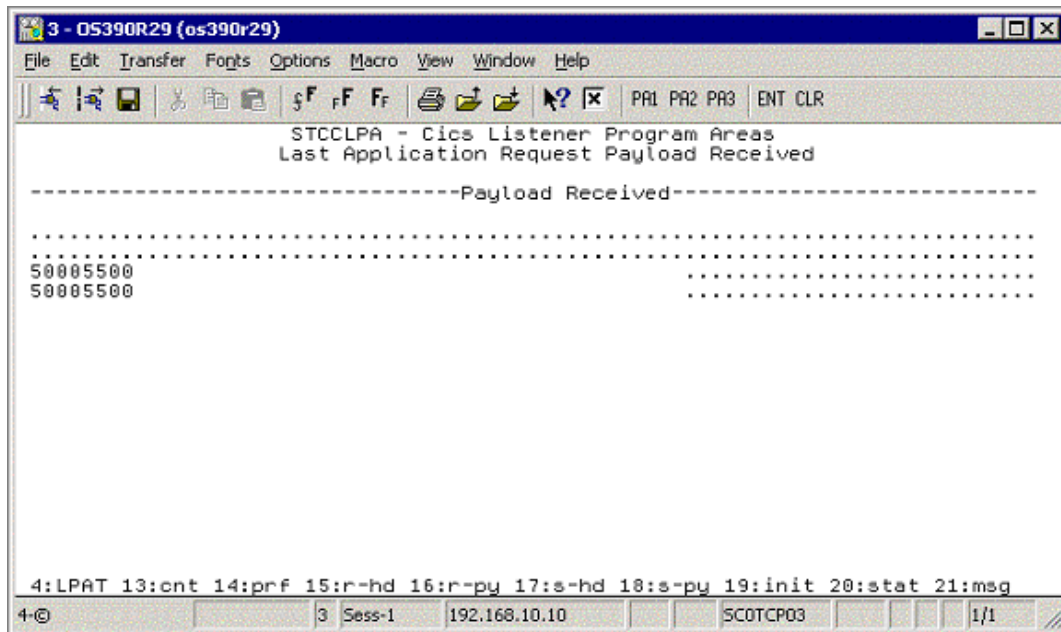 3 - OS390R29 (os390r29)
File Edit Transfer Fonts Options Macro View Window Help
PA1 PA2 PA3 ENT CLR
STCCLPA - Cics Listener Program Areas
Last Application Request Payload Received
---------------------------------Payload Received----------------------------
.............................................................................
.............................................................................
50005500 ...........................
50005500 ...........................
4:LPAT 13:cnt 14:prf 15:r-hd 16:r-py 17:s-hd 18:s-py 19:init 20:stat 21:msg
4-© 3 Sess-1 192.168.10.10 SC0TCP03 1/1